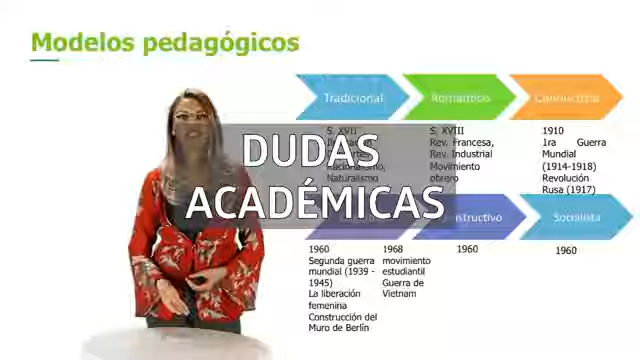 Modelos pedagógicos
Tradicional
Romántico
Conductista
S. XVII
Racionalismo,
Naturalismo
S. XVIII
Rev. Francesa,
Rev. Industrial
Movimiento
obrero
1910
1ra Guerra
Mundial
(1914-1918)
Revolución
Rusa (1917)
DUDAS
ACADÉMICAS
Socialista
1960
Segunda guerra
mundial (1939 -
1945)
La liberación
femenina
Construcción del
Muro de Berlín
1968
movimiento
estudiantil
Guerra de
Vietnam
1960
1960